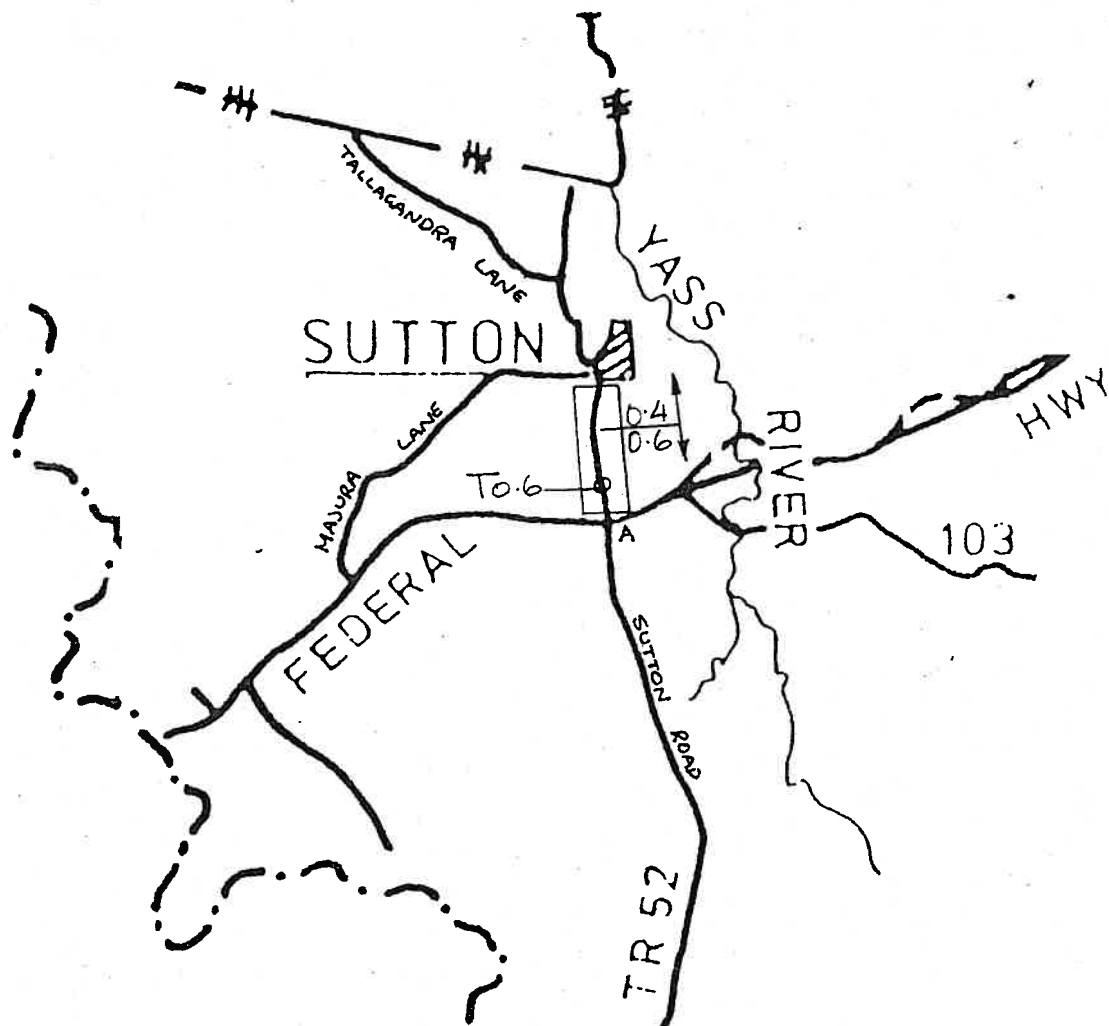 TALLAGANDRA LANE
YASS RIVER
SUTTON
MAJURA LANE
0.4
0.6
To.6
A
HWY
103
FEDERAL
SUTTON ROAD
TR 52